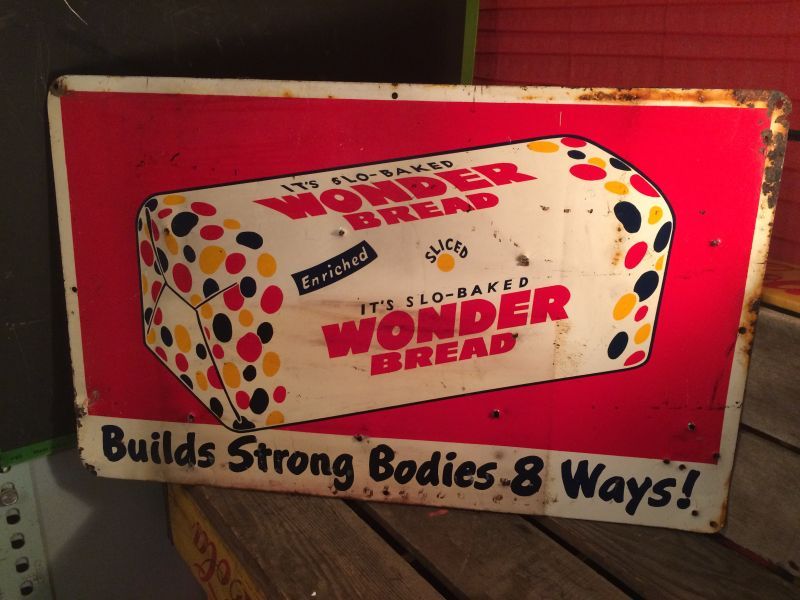 IT'S SLO-BAKED
WONDER
BREAD
Enriched
SLICED
IT'S SLO-BAKED
WONDER
BREAD
Builds Strong Bodies 8 Ways!